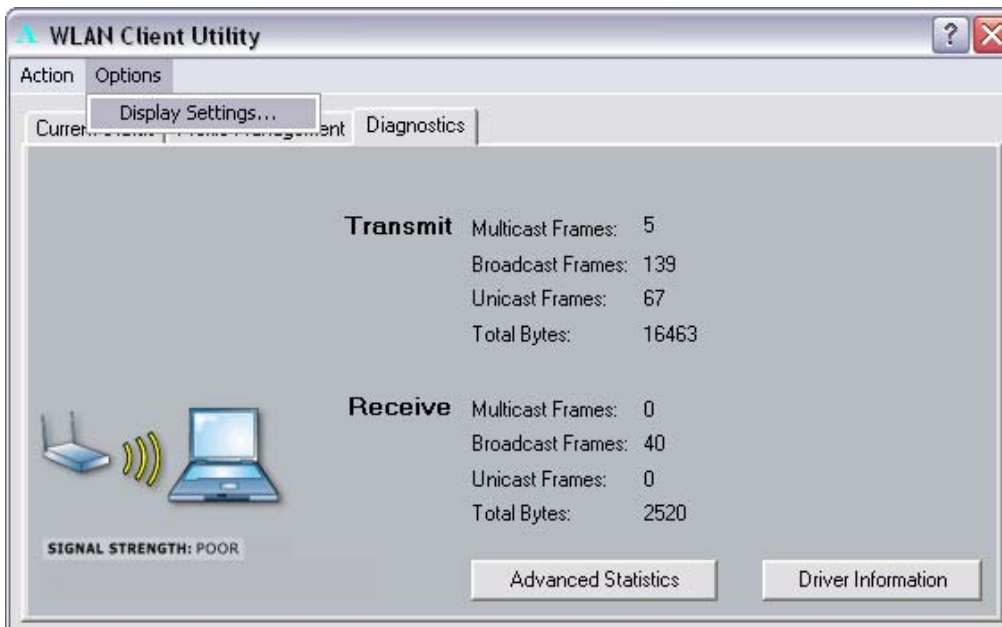 WLAN Client Utility
Action Options
Display Settings...
Diagnostics
Transmit
Multicast Frames: 5
Broadcast Frames: 139
Unicast Frames: 67
Total Bytes: 16463
Receive
Multicast Frames: 0
Broadcast Frames: 40
Unicast Frames: 0
Total Bytes: 2520
SIGNAL STRENGTH: POOR
Advanced Statistics
Driver Information